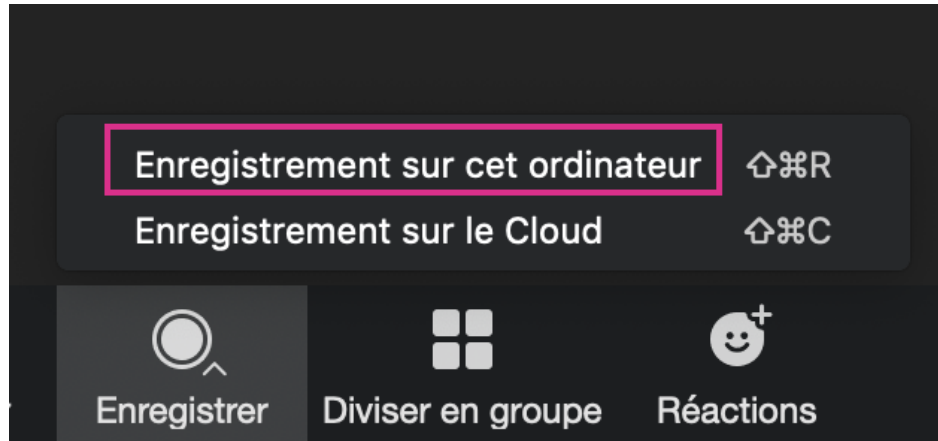 Enregistrement sur cet ordinateur ⇧⌘R
Enregistrement sur le Cloud ⇧⌘C
Enregistrer Diviser en groupe Réactions